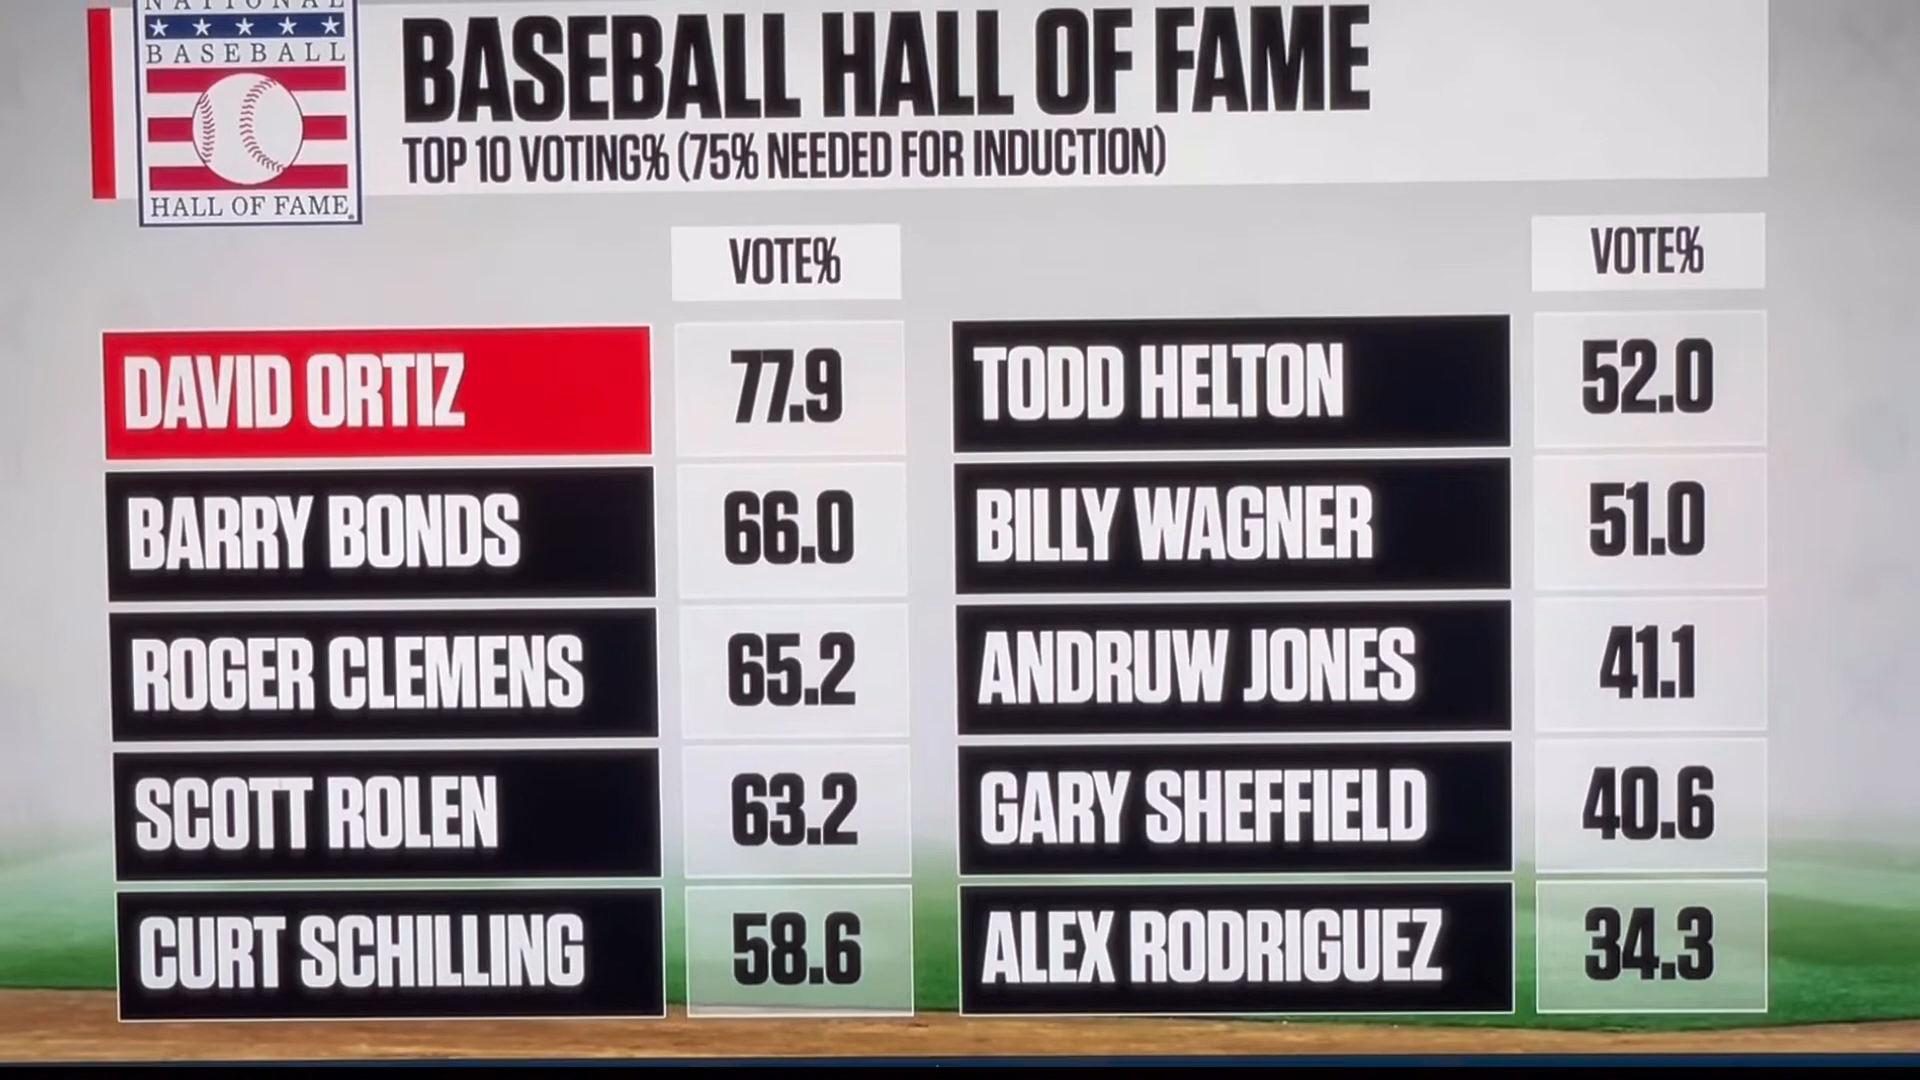 NATIONAL
BASEBALL
HALL OF FAME
BASEBALL HALL OF FAME
TOP 10 VOTING% (75% NEEDED FOR INDUCTION)
VOTE%
DAVID ORTIZ 77.9
BARRY BONDS 66.0
ROGER CLEMENS 65.2
SCOTT ROLEN 63.2
CURT SCHILLING 58.6
VOTE%
TODD HELTON 52.0
BILLY WAGNER 51.0
ANDRUW JONES 41.1
GARY SHEFFIELD 40.6
ALEX RODRIGUEZ 34.3